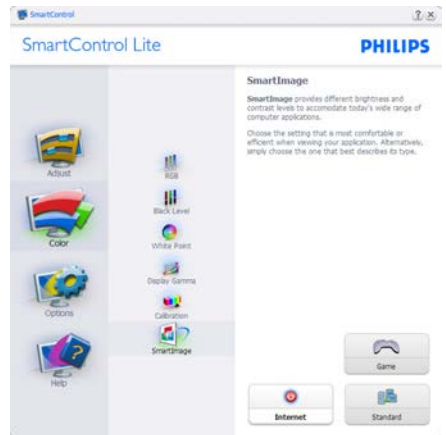 SmartControl
SmartControl Lite
PHILIPS
Adjust
Color
Options
Help
RGB
Black Level
White Point
Display Gamma
Calibration
SmartImage
SmartImage
SmartImage provides different brightness and
contrast levels to accomodate today's wide range of
computer applications.
Choose the setting that is most comfortable or
efficient when viewing your application. Alternatively,
simply choose the one that best describes its type.
Game
Internet
Standard